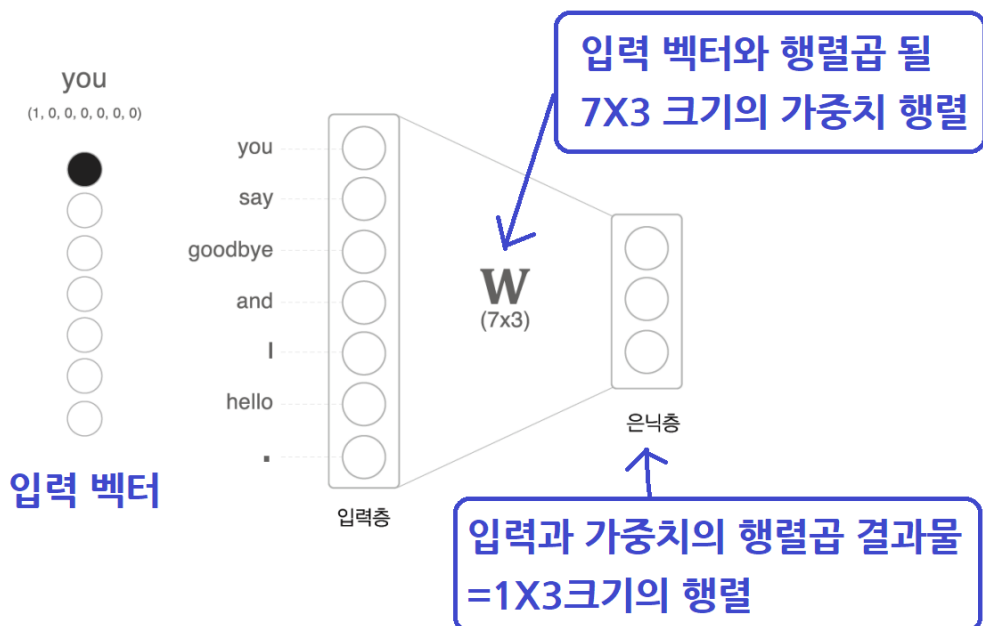 you
(1, 0, 0, 0, 0, 0, 0)
입력 벡터
you
say
goodbye
and
I
hello
.
입력층
W
(7x3)
입력 벡터와 행렬곱 될
7X3 크기의 가중치 행렬
은닉층
입력과 가중치의 행렬곱 결과물
=1X3크기의 행렬